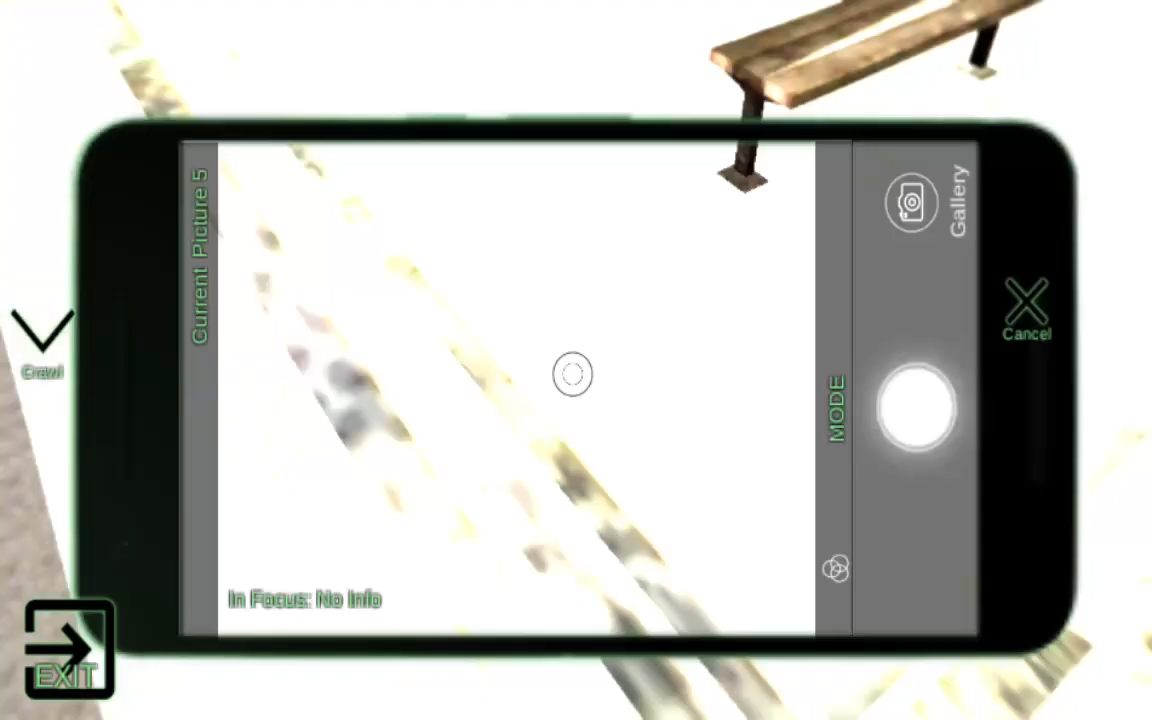 Current Picture 5
Gallery
Cancel
Crawl
MODE
In Focus: No Info
EXIT